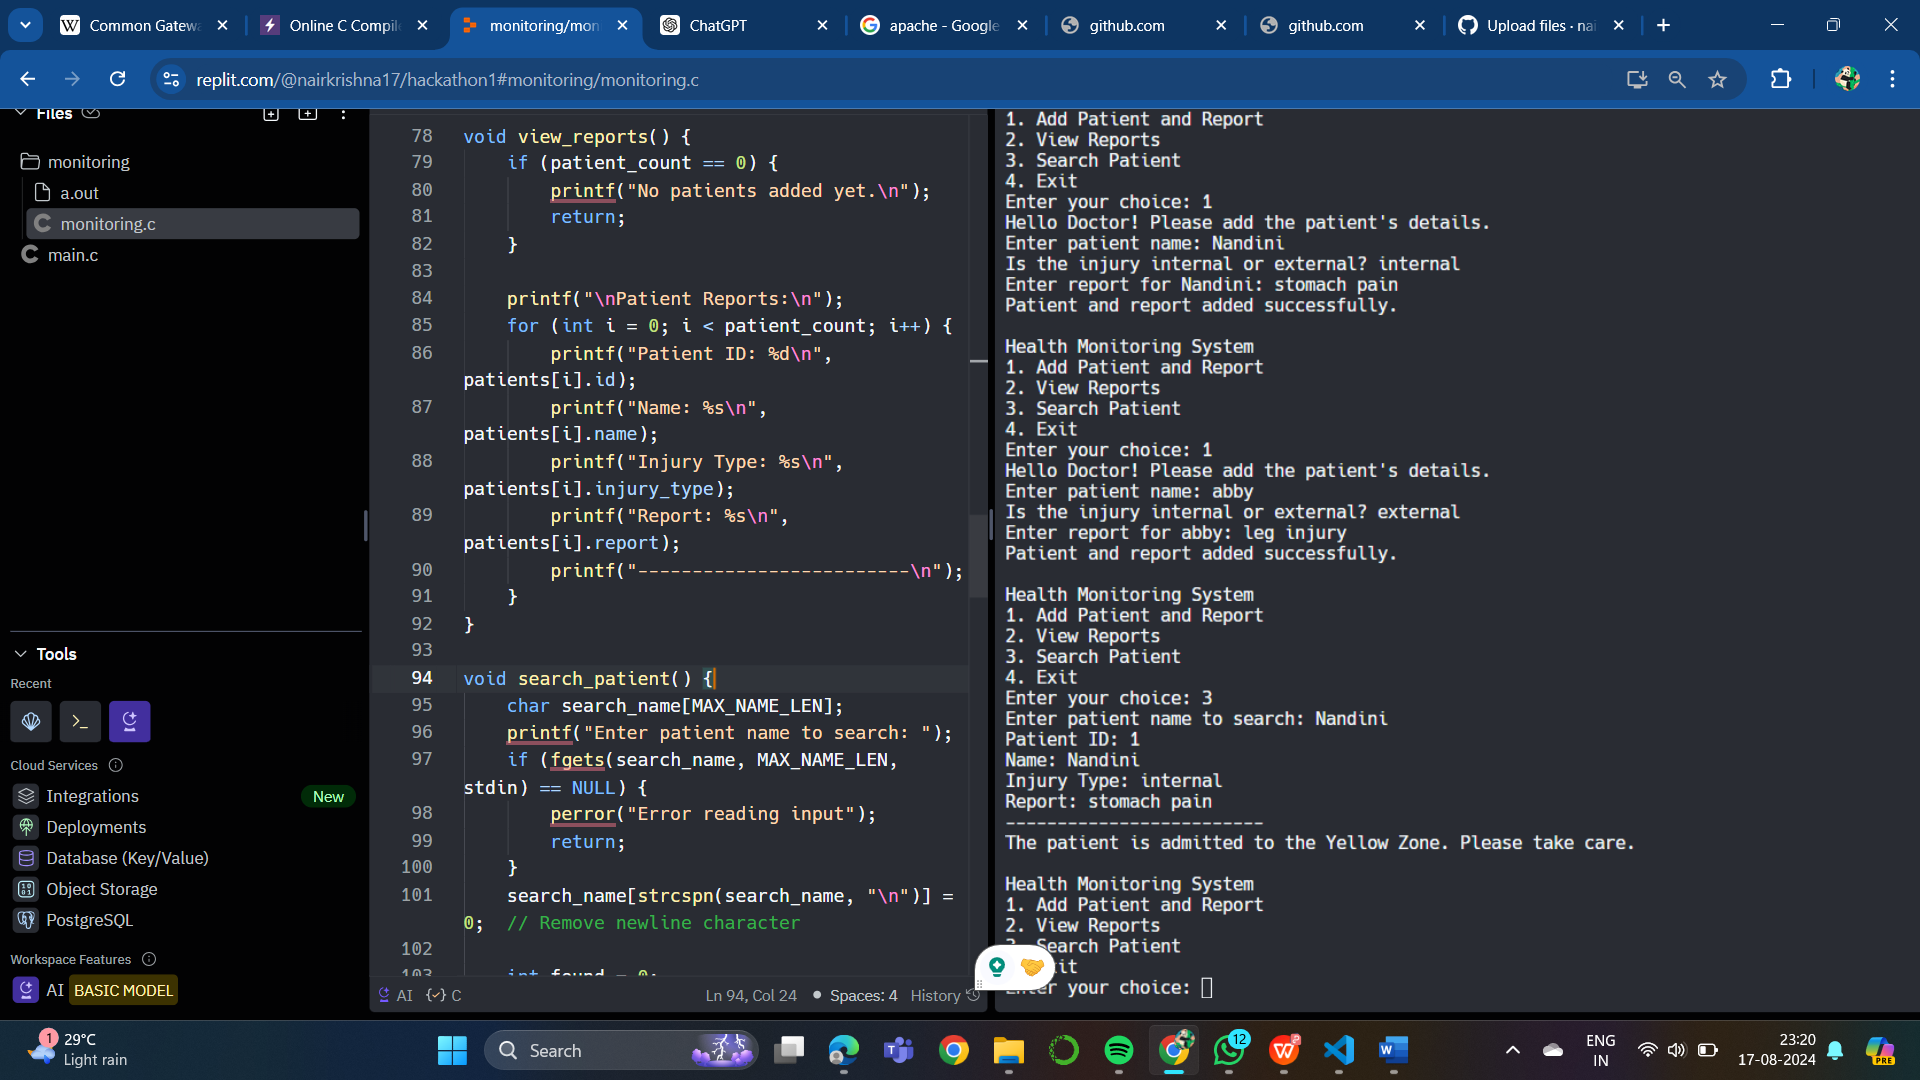 Common Gatew
Online C Compil
monitoring/mon
ChatGPT
apache - Google
github.com
github.com
Upload files · nai
replit.com/@nairkrishna17/hackathon1#monitoring/monitoring.c
Files
monitoring
a.out
monitoring.c
main.c
Tools
Recent
Cloud Services
Integrations
New
Deployments
Database (Key/Value)
Object Storage
PostgreSQL
Workspace Features
AI BASIC MODEL
78 void view_reports() {
79 if (patient_count == 0) {
80 printf("No patients added yet.\n");
81 return;
82 }
83
84 printf("\nPatient Reports:\n");
85 for (int i = 0; i < patient_count; i++) {
86 printf("Patient ID: %d\n",
patients[i].id);
87 printf("Name: %s\n",
patients[i].name);
88 printf("Injury Type: %s\n",
patients[i].injury_type);
89 printf("Report: %s\n",
patients[i].report);
90 printf("-------------------------\n");
91 }
92 }
93
94 void search_patient() {
95 char search_name[MAX_NAME_LEN];
96 printf("Enter patient name to search: ");
97 if (fgets(search_name, MAX_NAME_LEN,
stdin) == NULL) {
98 perror("Error reading input");
99 return;
100 }
101 search_name[strcspn(search_name, "\n")] =
0; // Remove newline character
102
103 int found = 0;
AI
C
Ln 94, Col 24
Spaces: 4
History
1. Add Patient and Report
2. View Reports
3. Search Patient
4. Exit
Enter your choice: 1
Hello Doctor! Please add the patient's details.
Enter patient name: Nandini
Is the injury internal or external? internal
Enter report for Nandini: stomach pain
Patient and report added successfully.
Health Monitoring System
1. Add Patient and Report
2. View Reports
3. Search Patient
4. Exit
Enter your choice: 1
Hello Doctor! Please add the patient's details.
Enter patient name: abby
Is the injury internal or external? external
Enter report for abby: leg injury
Patient and report added successfully.
Health Monitoring System
1. Add Patient and Report
2. View Reports
3. Search Patient
4. Exit
Enter your choice: 3
Enter patient name to search: Nandini
Patient ID: 1
Name: Nandini
Injury Type: internal
Report: stomach pain
-------------------------
The patient is admitted to the Yellow Zone. Please take care.
Health Monitoring System
1. Add Patient and Report
2. View Reports
Search Patient
it
your choice:
1
29°C
Light rain
Search
12
ENG
IN
23:20
17-08-2024
PRE